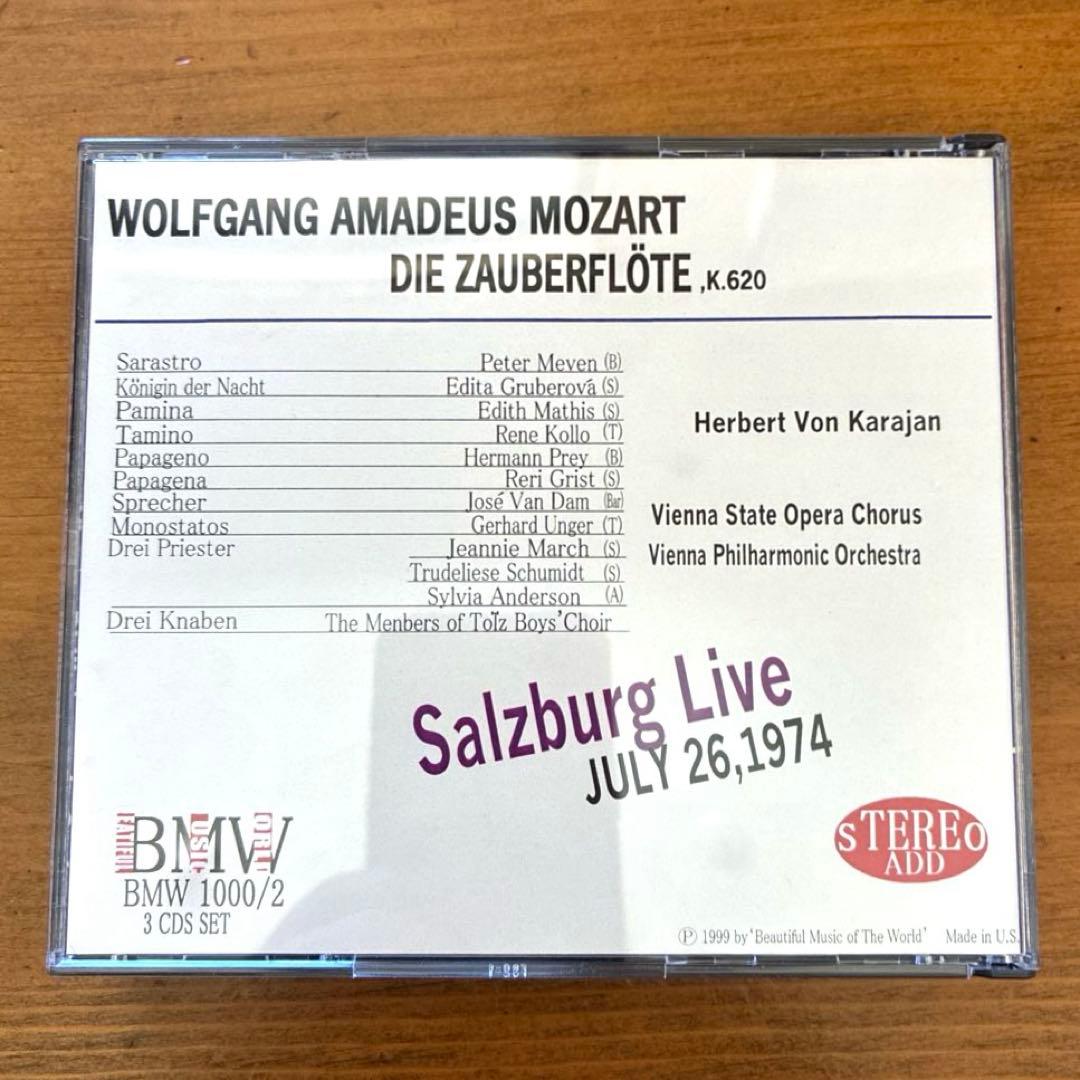 WOLFGANG AMADEUS MOZART
DIE ZAUBERFLÖTE ,K.620
Sarastro Peter Meven (B)
Königin der Nacht Edita Gruberová (S)
Pamina Edith Mathis (S)
Tamino Rene Kollo (T)
Papageno Hermann Prey (B)
Papagena Reri Grist (S)
Sprecher José Van Dam (Bar)
Monostatos Gerhard Unger (T)
Drei Priester Jeannie March (S)
Trudeliese Schumidt (S)
Sylvia Anderson (A)
Drei Knaben The Menbers of Tölz Boys'Choir
Herbert Von Karajan
Vienna State Opera Chorus
Vienna Philharmonic Orchestra
Salzburg Live
JULY 26,1974
BMW
BMW 1000/2
3 CDS SET
STEREO
ADD
Ⓟ 1999 by 'Beautiful Music of The World' Made in U.S.